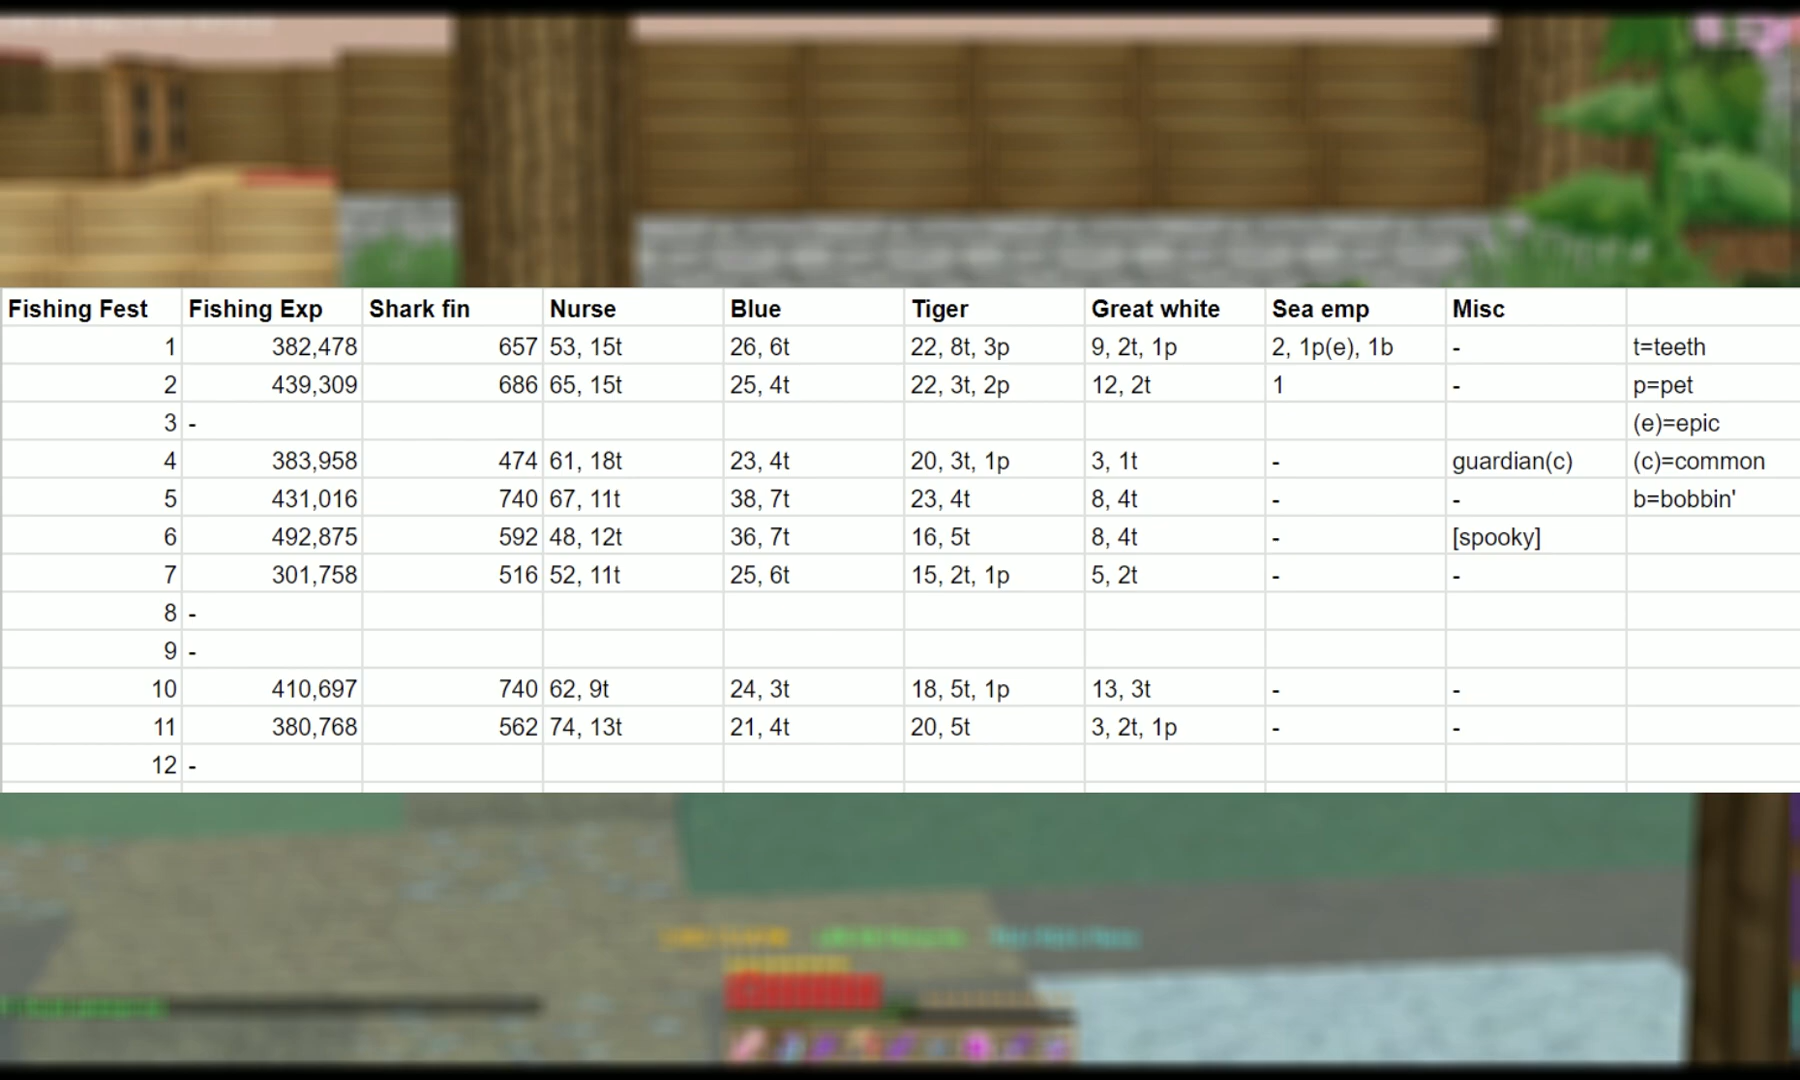 Fishing Fest Fishing Exp Shark fin Nurse Blue Tiger Great white Sea emp Misc
1 382,478 657 53, 15t 26, 6t 22, 8t, 3p 9, 2t, 1p 2, 1p(e), 1b - t=teeth
2 439,309 686 65, 15t 25, 4t 22, 3t, 2p 12, 2t 1 - p=pet
3 - (e)=epic
4 383,958 474 61, 18t 23, 4t 20, 3t, 1p 3, 1t - guardian(c) (c)=common
5 431,016 740 67, 11t 38, 7t 23, 4t 8, 4t - - b=bobbin'
6 492,875 592 48, 12t 36, 7t 16, 5t 8, 4t - [spooky]
7 301,758 516 52, 11t 25, 6t 15, 2t, 1p 5, 2t - -
8 -
9 -
10 410,697 740 62, 9t 24, 3t 18, 5t, 1p 13, 3t - -
11 380,768 562 74, 13t 21, 4t 20, 5t 3, 2t, 1p - -
12 -